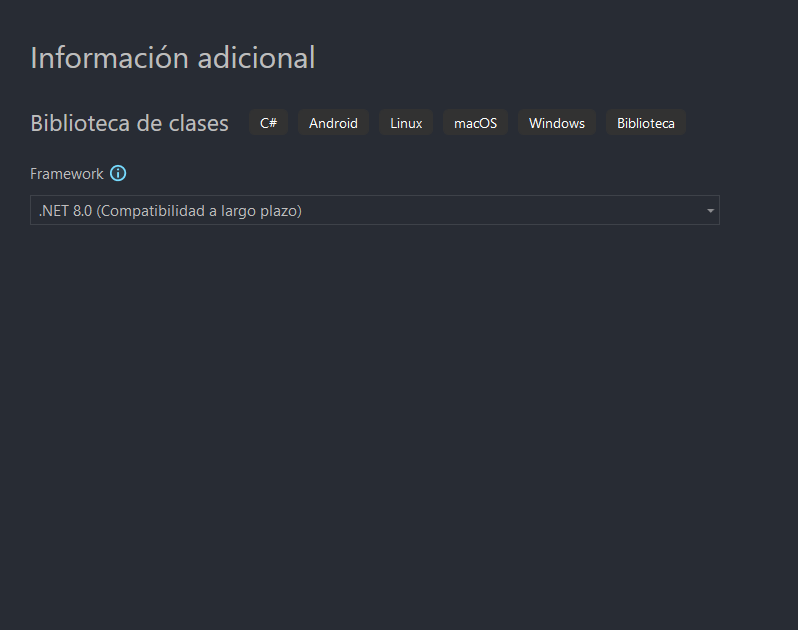 Información adicional
Biblioteca de clases C# Android Linux macOS Windows Biblioteca
Framework
.NET 8.0 (Compatibilidad a largo plazo)